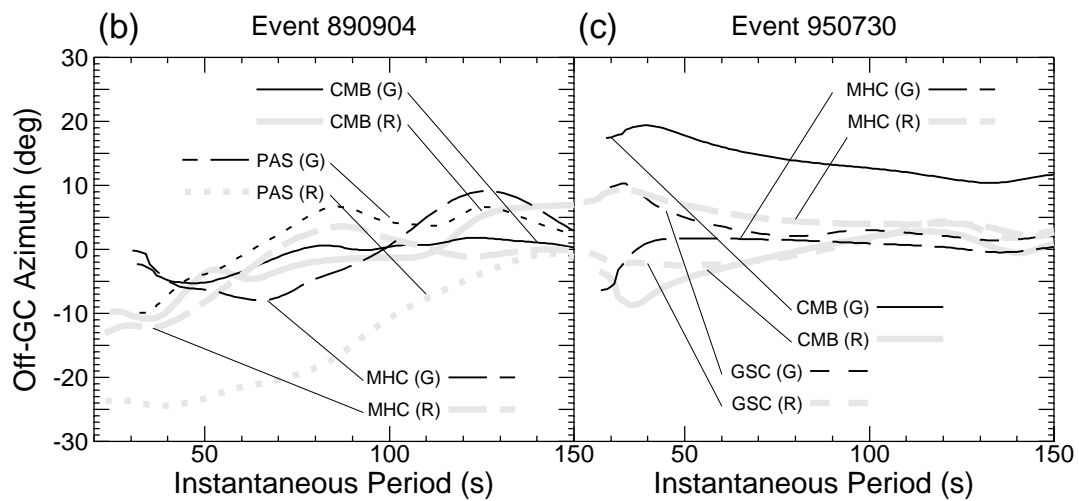 (b) Event 890904
(c) Event 950730
Off-GC Azimuth (deg)
30
20
10
0
-10
-20
-30
CMB (G)
CMB (R)
PAS (G)
PAS (R)
MHC (G)
MHC (R)
50
100
150
Instantaneous Period (s)
MHC (G)
MHC (R)
CMB (G)
CMB (R)
GSC (G)
GSC (R)
50
100
150
Instantaneous Period (s)